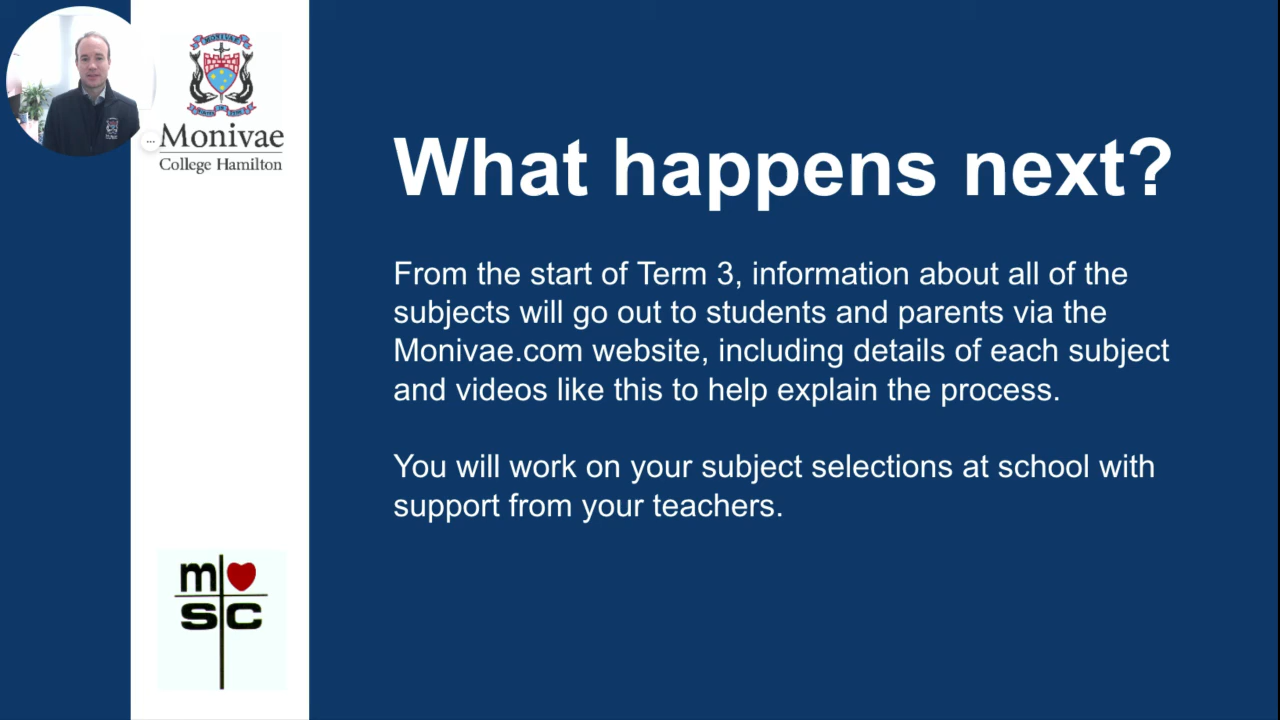 MONIVAE
Monivae
College Hamilton
What happens next?
From the start of Term 3, information about all of the
subjects will go out to students and parents via the
Monivae.com website, including details of each subject
and videos like this to help explain the process.
You will work on your subject selections at school with
support from your teachers.
m
SC